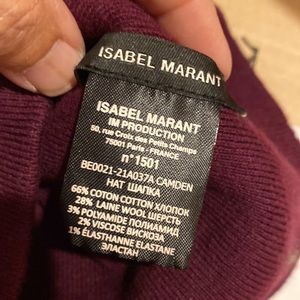 ISABEL MARANT
ISABEL MARANT
IM PRODUCTION
50, rue Croix des Petits Champs
75001 Paris - FRANCE
n°1501
BE0021-21A037A CAMDEN
HAT ШАПКА
66% COTON COTTON ХЛОПОК
28% LAINE WOOL ШЕРСТЬ
3% POLYAMIDE ПОЛИАМИД
2% VISCOSE ВИСКОЗА
1% ÉLASTHANNE ELASTANE
ЭЛАСТАН